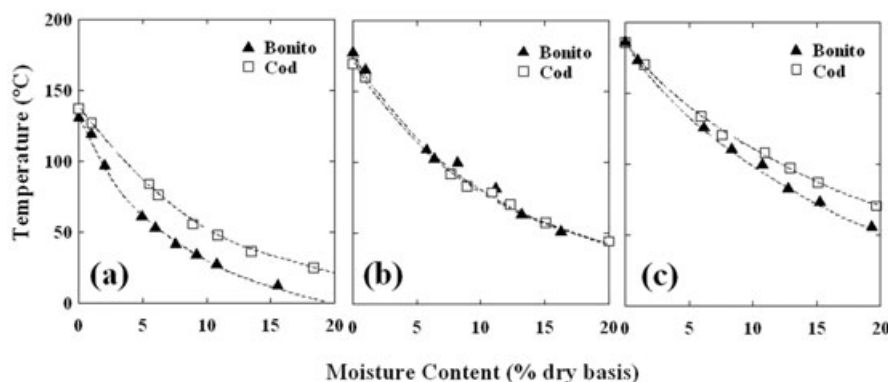 200
150
100
50
0
Temperature (°C)
Bonito
Cod
(a)
0 5 10 15 20
Bonito
Cod
(b)
0 5 10 15 20
Bonito
Cod
(c)
0 5 10 15 20
Moisture Content (% dry basis)